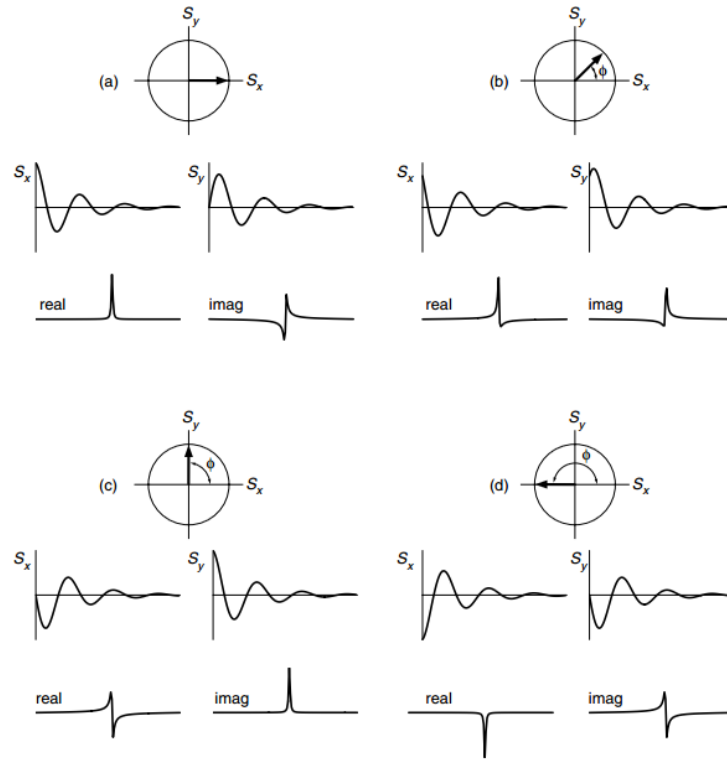 S_y
(a) S_x
S_x S_y
real imag
S_y
(b) ϕ S_x
S_x S_y
real imag
S_y
(c) ϕ S_x
S_x S_y
real imag
S_y
(d) ϕ S_x
S_x S_y
real imag